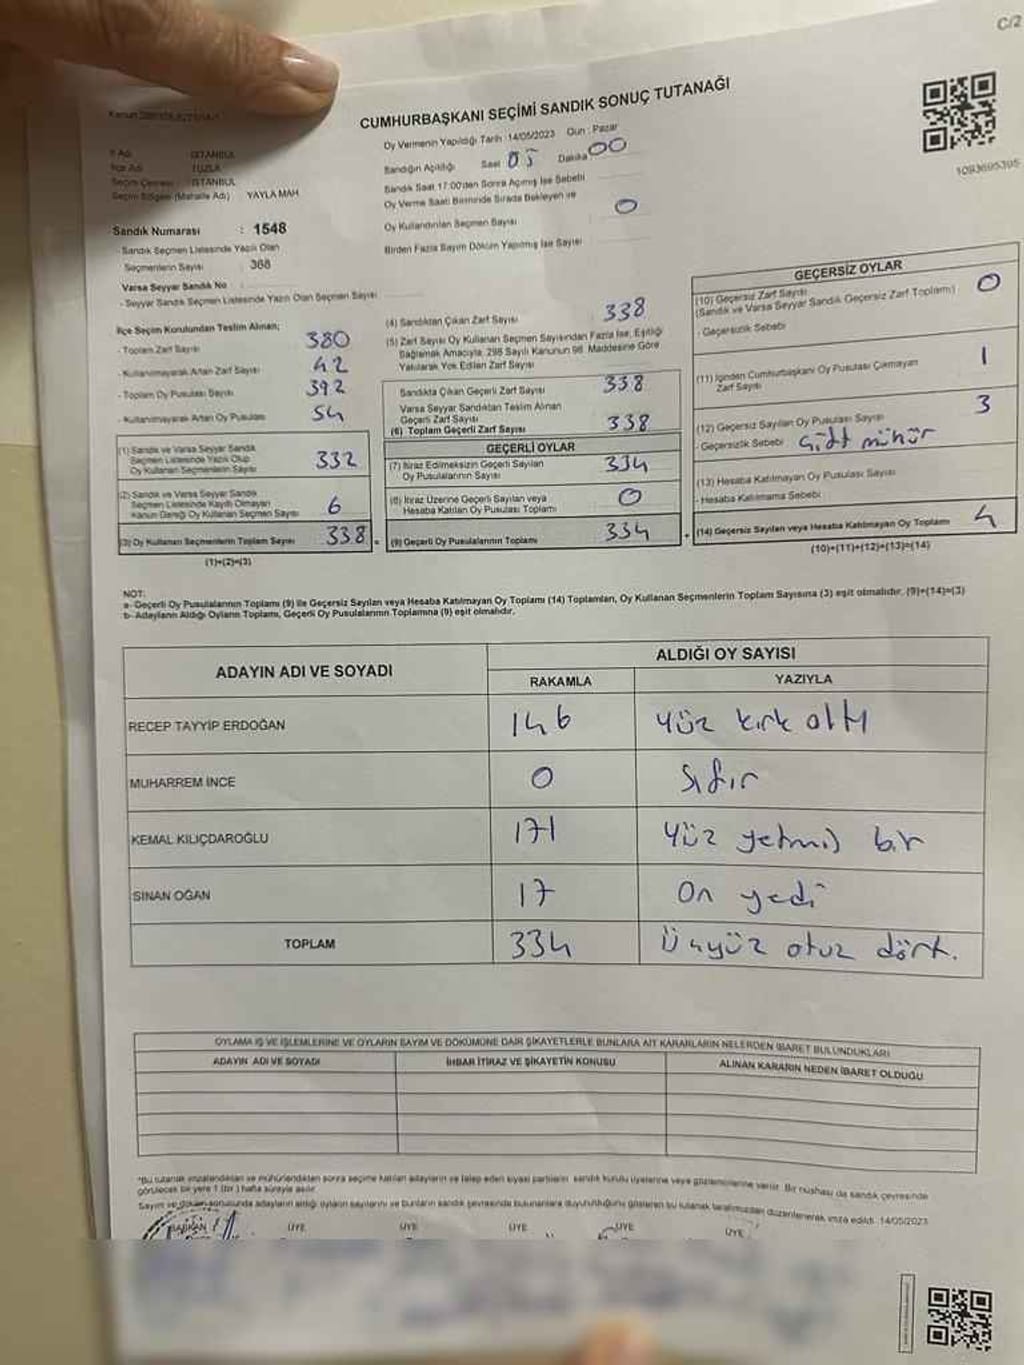 C/2
CUMHURBAŞKANI SEÇİMİ SANDIK SONUÇ TUTANAĞI
1093695395
Oy Vermenin Yapıldığı Tarih :14/05/2023 Gün : Pazar
Sandığın Açıldığı Saat 05 Dakika 00
Sandık Saat 17:00'den Sonra Açılmış İse Sebebi
Oy Verme Saati Bitiminde Sırada Bekleyen ve
Oy Kullandırılan Seçmen Sayısı 0
Birden Fazla Sayım Döküm Yapılmış İse Sayısı
İl Adı : İSTANBUL
İlçe Adı : TUZLA
Seçim Çevresi : İSTANBUL
Seçim Bölgesi (Mahalle Adı) YAYLA MAH
Sandık Numarası : 1548
- Sandık Seçmen Listesinde Yazılı Olan
Seçmenlerin Sayısı : 368
Varsa Seyyar Sandık No
- Seyyar Sandık Seçmen Listesinde Yazılı Olan Seçmen Sayısı
İlçe Seçim Kurulundan Teslim Alınan;
- Toplam Zarf Sayısı 380
- Kullanılmayarak Artan Zarf Sayısı 42
- Toplam Oy Pusulası Sayısı 392
- Kullanılmayarak Artan Oy Pusulası 54
(1) Sandık ve Varsa Seyyar Sandık
Seçmen Listesinde Yazılı Olup
Oy Kullanan Seçmenlerin Sayısı 332
(2) Sandık ve Varsa Seyyar Sandık
Seçmen Listesinde Kayıtlı Olmayan
Kanun Gereği Oy Kullanan Seçmen Sayısı 6
(3) Oy Kullanan Seçmenlerin Toplam Sayısı 338
(1)+(2)=(3)
(4) Sandıktan Çıkan Zarf Sayısı 338
(5) Zarf Sayısı Oy Kullanan Seçmen Sayısından Fazla İse, Eşitliği
Sağlamak Amacıyla, 298 Sayılı Kanunun 98. Maddesine Göre
Yakılarak Yok Edilen Zarf Sayısı
Sandıkta Çıkan Geçerli Zarf Sayısı 338
Varsa Seyyar Sandıktan Teslim Alınan
Geçerli Zarf Sayısı
(6) Toplam Geçerli Zarf Sayısı 338
GEÇERLİ OYLAR
(7) İtiraz Edilmeksizin Geçerli Sayılan
Oy Pusulalarının Sayısı 334
(8) İtiraz Üzerine Geçerli Sayılan veya
Hesaba Katılan Oy Pusulası Toplamı 0
(9) Geçerli Oy Pusulalarının Toplamı 334
GEÇERSİZ OYLAR
(10) Geçersiz Zarf Sayısı 0
(Sandık ve Varsa Seyyar Sandık Geçersiz Zarf Toplamı)
- Geçersizlik Sebebi
(11) İçinden Cumhurbaşkanı Oy Pusulası Çıkmayan
Zarf Sayısı 1
(12) Geçersiz Sayılan Oy Pusulası Sayısı 3
- Geçersizlik Sebebi Çift mühür
(13) Hesaba Katılmayan Oy Pusulası Sayısı
- Hesaba Katılmama Sebebi
(14) Geçersiz Sayılan veya Hesaba Katılmayan Oy Toplamı 4
(10)+(11)+(12)+(13)=(14)
NOT:
a- Geçerli Oy Pusulalarının Toplamı (9) ile Geçersiz Sayılan veya Hesaba Katılmayan Oy Toplamı (14) Toplamları, Oy Kullanan Seçmenlerin Toplam Sayısına (3) eşit olmalıdır. (9)+(14)=(3)
b- Adayların Aldığı Oyların Toplamı, Geçerli Oy Pusulalarının Toplamına (9) eşit olmalıdır.
ADAYIN ADI VE SOYADI ALDIĞI OY SAYISI
RAKAMLA YAZIYLA
RECEP TAYYİP ERDOĞAN 146 yüz kırk altı
MUHARREM İNCE 0 sıfır
KEMAL KILIÇDAROĞLU 171 yüz yetmiş bir
SİNAN OĞAN 17 on yedi
TOPLAM 334 üçyüz otuz dört.
OYLAMA İŞ VE İŞLEMLERİNE VE OYLARIN SAYIM VE DÖKÜMÜNE DAİR ŞİKAYETLERLE BUNLARA AİT KARARLARIN NELERDEN İBARET BULUNDUKLARI
ADAYIN ADI VE SOYADI İHBAR İTİRAZ VE ŞİKAYETİN KONUSU ALINAN KARARIN NEDEN İBARET OLDUĞU
*Bu tutanak imzalandıktan ve mühürlendikten sonra seçime katılan adayların ve talep eden siyasi partilerin sandık kurulu üyelerine veya gözlemcilerine verilir. Bir nüshası da sandık çevresinde
görülecek bir yere 1 (bir) hafta süreyle asılır.
Sayım ve döküm sonucunda adayların aldığı oyların sayılarını ve bunların sandık çevresinde bulunanlara duyurulduğunu gösteren bu tutanak tarafımızdan düzenlenerek imza edildi. 14/05/2023
BAŞKAN ÜYE ÜYE ÜYE ÜYE ÜYE